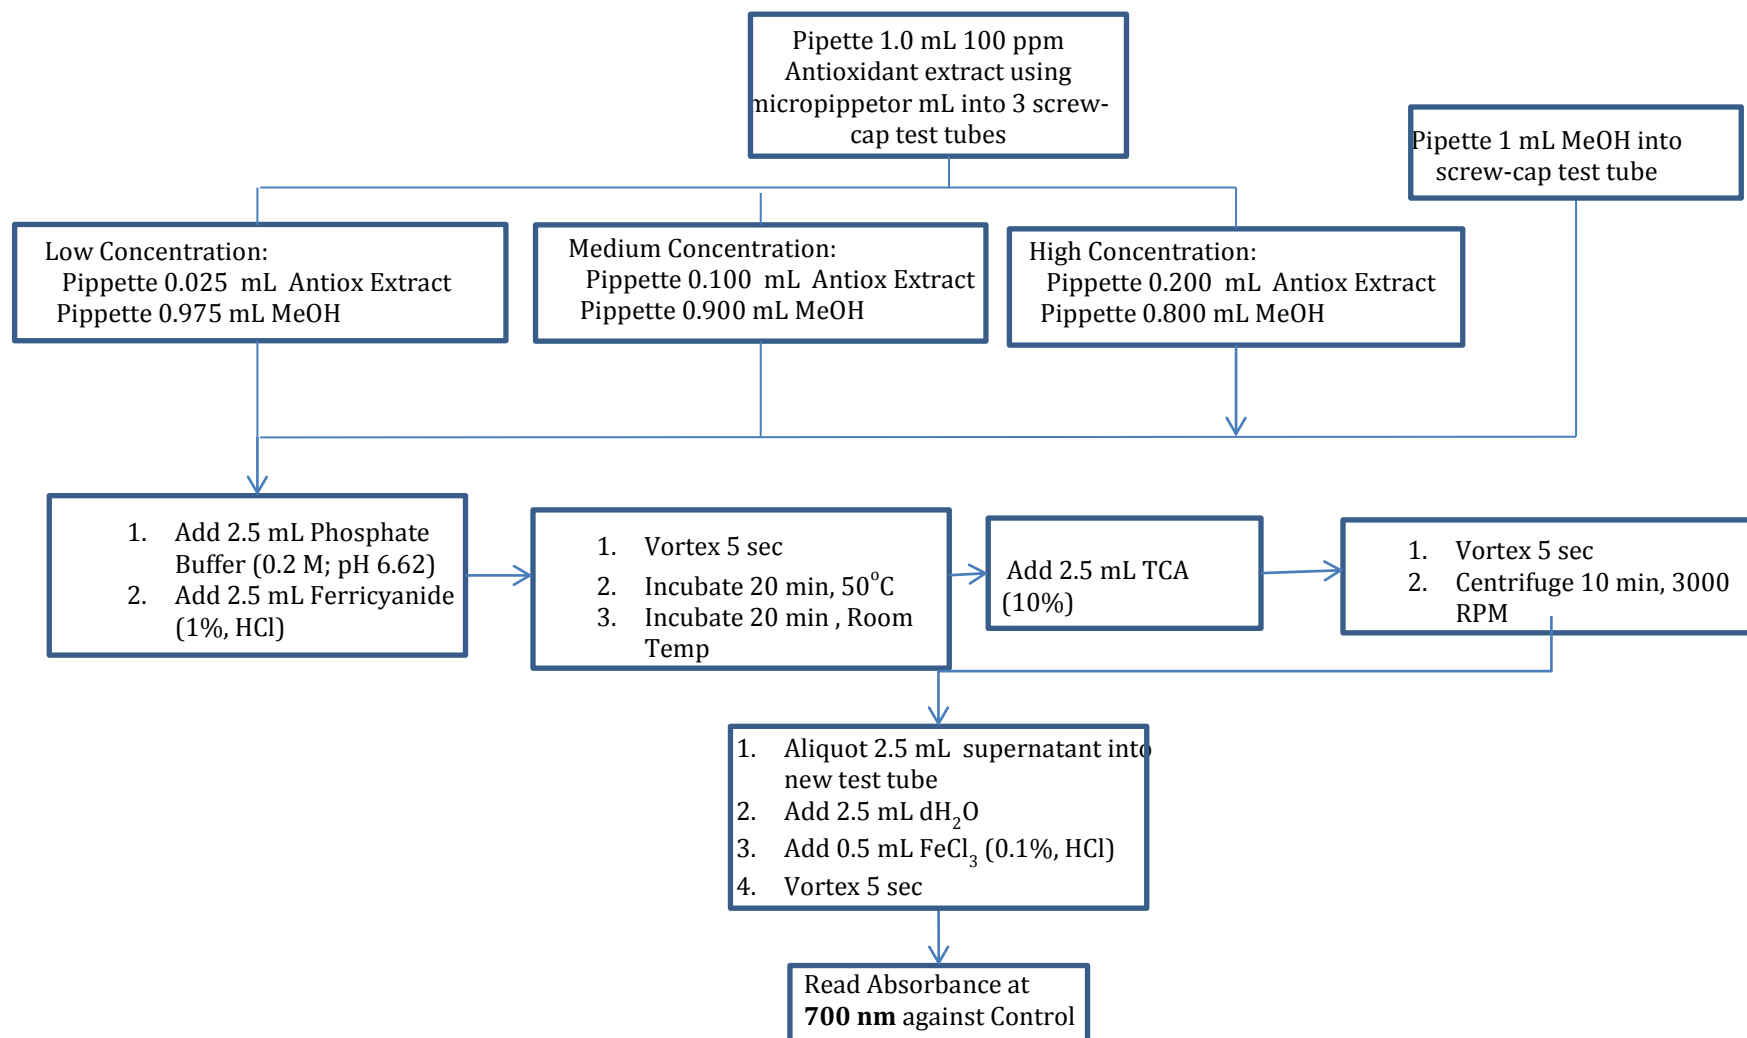 Pipette 1.0 mL 100 ppm
Antioxidant extract using
micropippetor mL into 3 screw-
cap test tubes
Pipette 1 mL MeOH into
screw-cap test tube
Low Concentration:
Pippette 0.025 mL Antiox Extract
Pippette 0.975 mL MeOH
Medium Concentration:
Pippette 0.100 mL Antiox Extract
Pippette 0.900 mL MeOH
High Concentration:
Pippette 0.200 mL Antiox Extract
Pippette 0.800 mL MeOH
1. Add 2.5 mL Phosphate
Buffer (0.2 M; pH 6.62)
2. Add 2.5 mL Ferricyanide
(1%, HCl)
1. Vortex 5 sec
2. Incubate 20 min, 50°C
3. Incubate 20 min , Room
Temp
Add 2.5 mL TCA
(10%)
1. Vortex 5 sec
2. Centrifuge 10 min, 3000
RPM
1. Aliquot 2.5 mL supernatant into
new test tube
2. Add 2.5 mL dH₂O
3. Add 0.5 mL FeCl₃ (0.1%, HCl)
4. Vortex 5 sec
Read Absorbance at
700 nm against Control